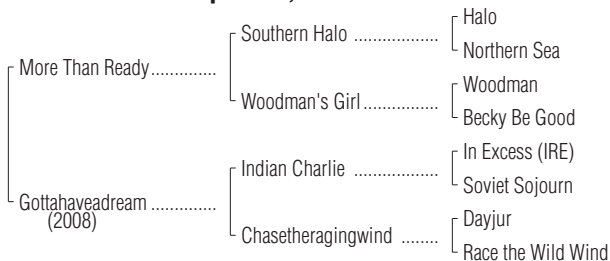 Halo
Southern Halo ..................
Northern Sea
More Than Ready..............
Woodman
Woodman's Girl ................
Becky Be Good
In Excess (IRE)
Indian Charlie ..................
Soviet Sojourn
Gottahaveadream ..............
(2008)
Dayjur
Chasetheragingwind ........
Race the Wild Wind